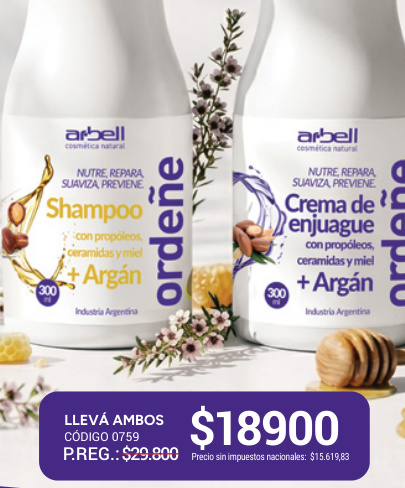 arbell
cosmética natural
NUTRE, REPARA,
SUAVIZA, PREVIENE.
Shampoo
con propóleos,
ceramidas y miel
+ Argán
300
ml
Industria Argentina
ordeñe
arbell
cosmética natural
NUTRE, REPARA,
SUAVIZA, PREVIENE.
Crema de
enjuague
con propóleos,
ceramidas y miel
+ Argán
300
ml
Industria Argentina
ordeñe
LLEVÁ AMBOS
CÓDIGO 0759
P.REG.: $29.800
$18900
Precio sin impuestos nacionales: $15.619,83